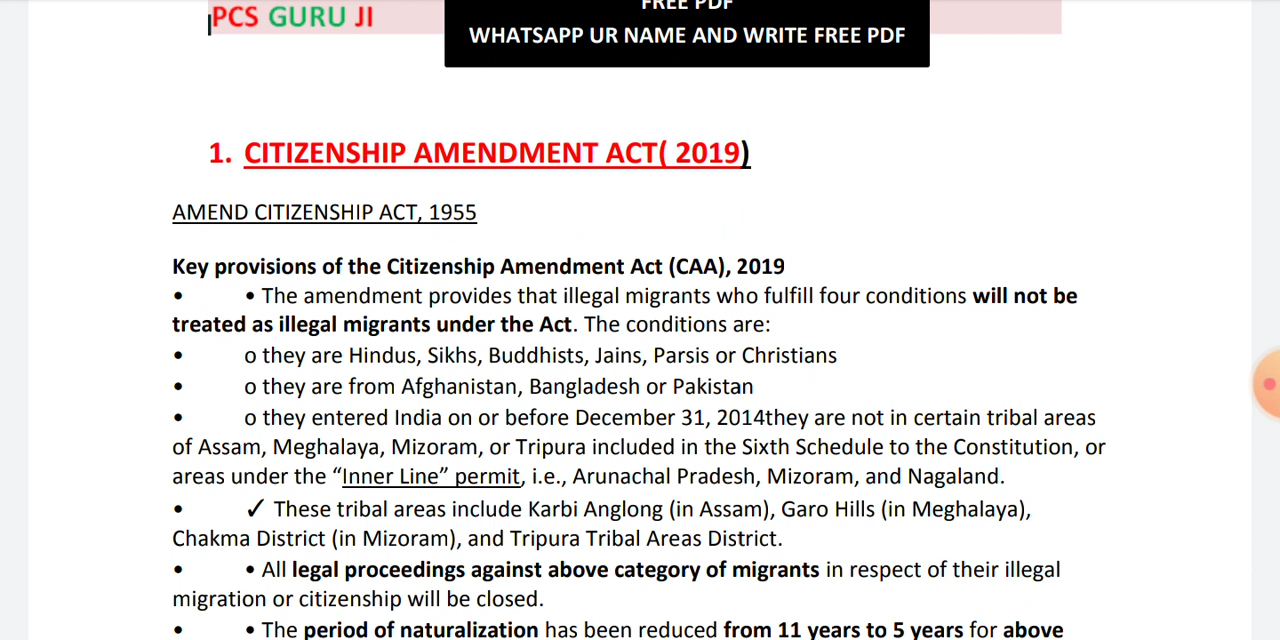 FREE PDF
PCS GURU JI
WHATSAPP UR NAME AND WRITE FREE PDF
1. CITIZENSHIP AMENDMENT ACT( 2019)
AMEND CITIZENSHIP ACT, 1955
Key provisions of the Citizenship Amendment Act (CAA), 2019
• • The amendment provides that illegal migrants who fulfill four conditions will not be
treated as illegal migrants under the Act. The conditions are:
• o they are Hindus, Sikhs, Buddhists, Jains, Parsis or Christians
• o they are from Afghanistan, Bangladesh or Pakistan
• o they entered India on or before December 31, 2014they are not in certain tribal areas
of Assam, Meghalaya, Mizoram, or Tripura included in the Sixth Schedule to the Constitution, or
areas under the “Inner Line” permit, i.e., Arunachal Pradesh, Mizoram, and Nagaland.
• ✓ These tribal areas include Karbi Anglong (in Assam), Garo Hills (in Meghalaya),
Chakma District (in Mizoram), and Tripura Tribal Areas District.
• • All legal proceedings against above category of migrants in respect of their illegal
migration or citizenship will be closed.
• • The period of naturalization has been reduced from 11 years to 5 years for above